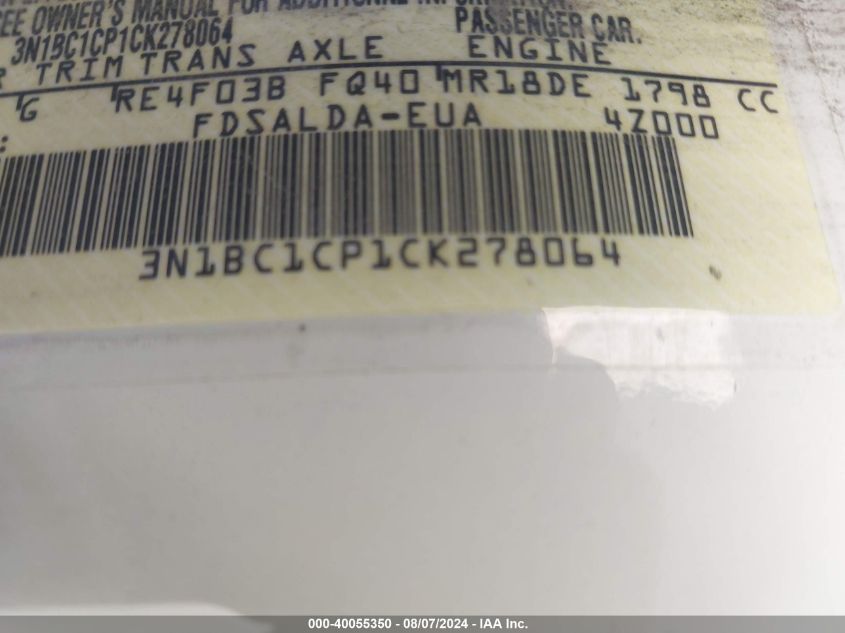 SEE OWNER'S MANUAL FOR ADDITIONAL INFORMATION.
3N1BC1CP1CK278064 PASSENGER CAR.
TRIM TRANS AXLE ENGINE
G RE4F03B FQ40 MR18DE 1798 CC
FDSALDA-EUA 4Z000
3N1BC1CP1CK278064
000-40055350 - 08/07/2024 - IAA Inc.